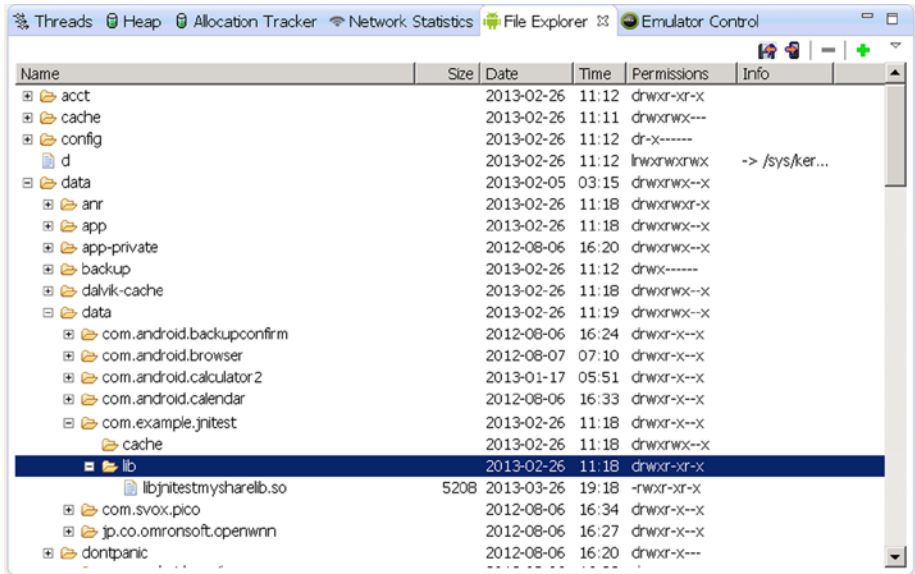 Threads Heap Allocation Tracker Network Statistics File Explorer Emulator Control
Name Size Date Time Permissions Info
acct 2013-02-26 11:12 drwxr-xr-x
cache 2013-02-26 11:11 drwxrwx---
config 2013-02-26 11:12 dr-x------
d 2013-02-26 11:12 lrwxrwxrwx -> /sys/ker...
data 2013-02-05 03:15 drwxrwx--x
anr 2013-02-26 11:18 drwxrwxr-x
app 2013-02-26 11:18 drwxrwx--x
app-private 2012-08-06 16:20 drwxrwx--x
backup 2013-02-26 11:12 drwx------
dalvik-cache 2013-02-26 11:18 drwxrwx--x
data 2013-02-26 11:19 drwxrwx--x
com.android.backupconfirm 2012-08-06 16:24 drwxr-x--x
com.android.browser 2012-08-07 07:10 drwxr-x--x
com.android.calculator2 2013-01-17 05:51 drwxr-x--x
com.android.calendar 2012-08-06 16:33 drwxr-x--x
com.example.jnitest 2013-02-26 11:18 drwxr-x--x
cache 2013-02-26 11:18 drwxrwx--x
lib 2013-02-26 11:18 drwxr-xr-x
libjnitestmysharelib.so 5208 2013-03-26 19:18 -rwxr-xr-x
com.svox.pico 2012-08-06 16:34 drwxr-x--x
jp.co.omronsoft.openwnn 2012-08-06 16:27 drwxr-x--x
dontpanic 2012-08-06 16:20 drwxr-x---